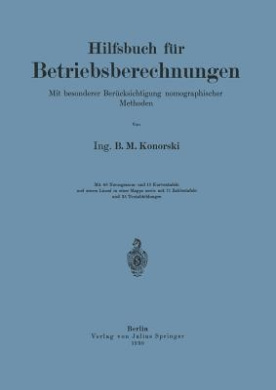 Hilfsbuch für
Betriebsberechnungen
Mit besonderer Berücksichtigung nomographischer
Methoden
Von
Ing. B. M. Konorski
Berlin
Verlag von Julius Springer